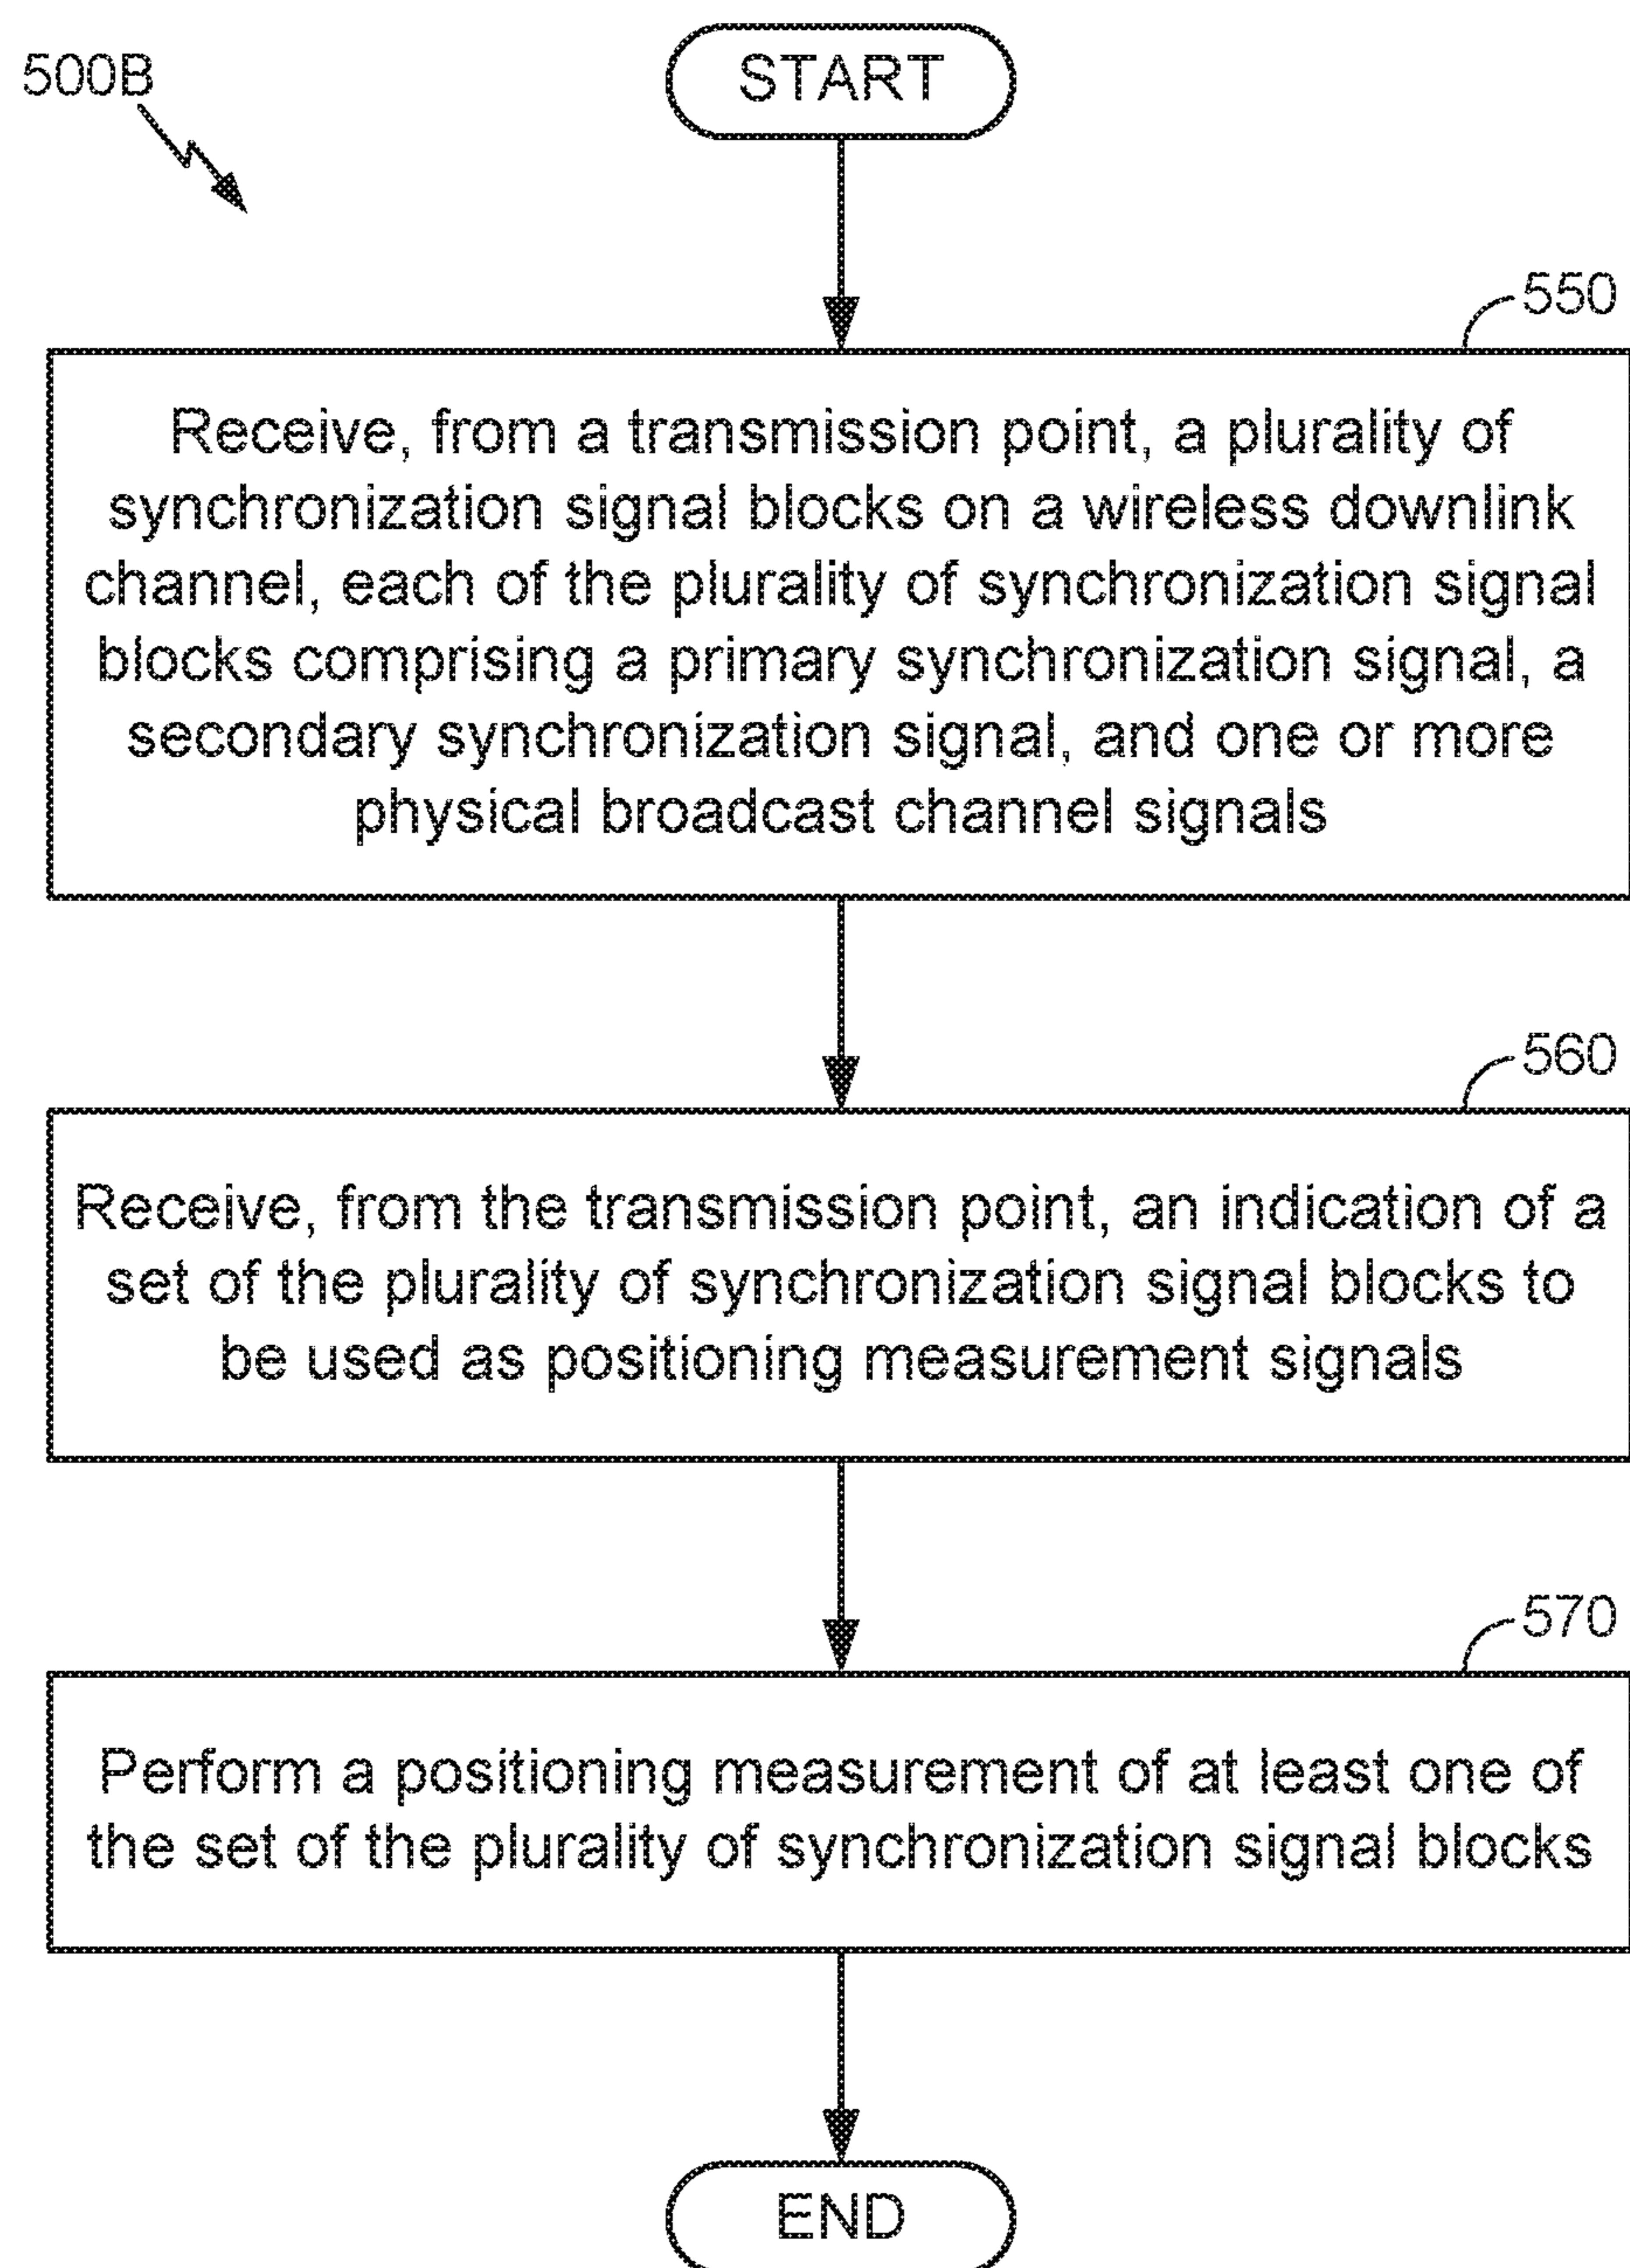 500B
START
550
Receive, from a transmission point, a plurality of
synchronization signal blocks on a wireless downlink
channel, each of the plurality of synchronization signal
blocks comprising a primary synchronization signal, a
secondary synchronization signal, and one or more
physical broadcast channel signals
560
Receive, from the transmission point, an indication of a
set of the plurality of synchronization signal blocks to
be used as positioning measurement signals
570
Perform a positioning measurement of at least one of
the set of the plurality of synchronization signal blocks
END